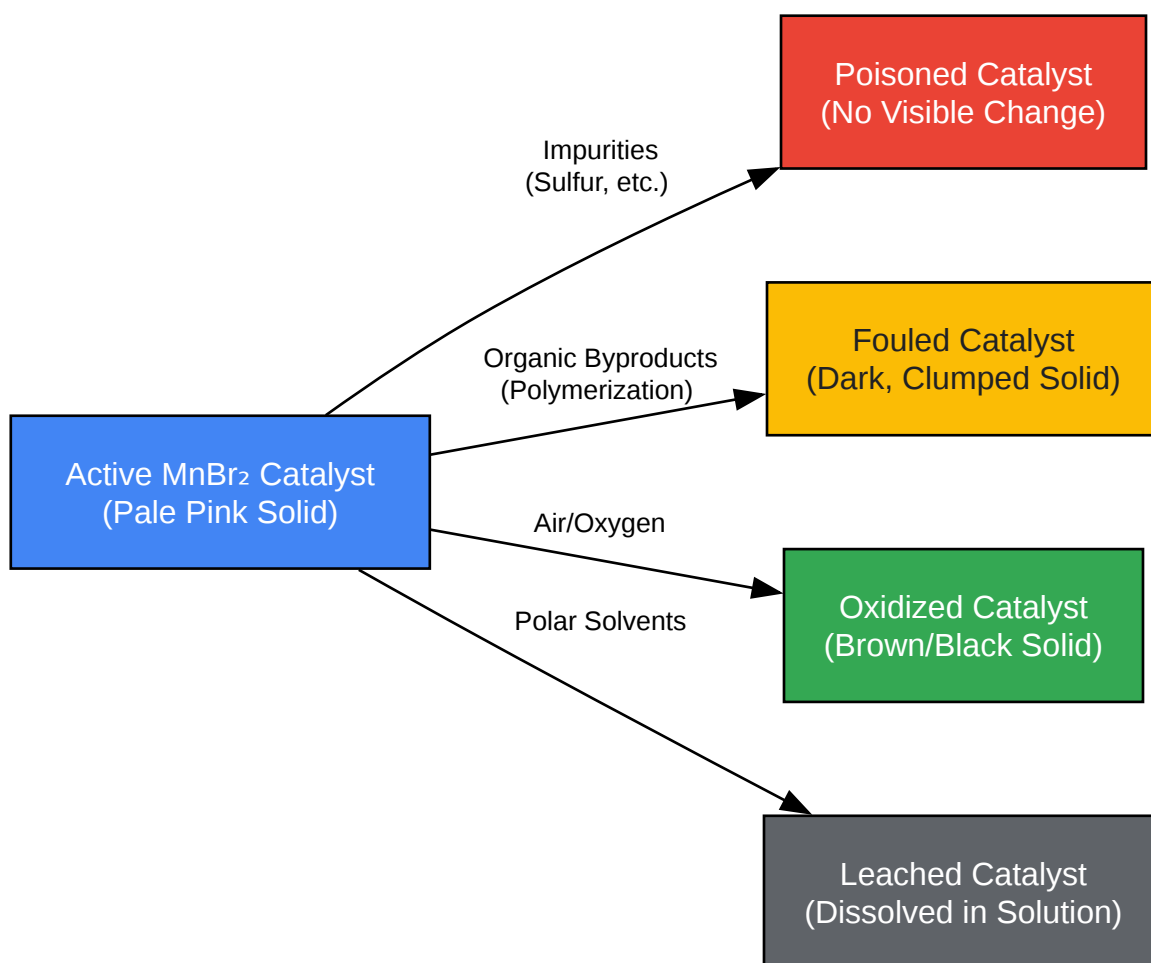 Poisoned Catalyst
(No Visible Change)
Impurities
(Sulfur, etc.)
Fouled Catalyst
(Dark, Clumped Solid)
Organic Byproducts
(Polymerization)
Active MnBr₂ Catalyst
(Pale Pink Solid)
Air/Oxygen
Oxidized Catalyst
(Brown/Black Solid)
Polar Solvents
Leached Catalyst
(Dissolved in Solution)